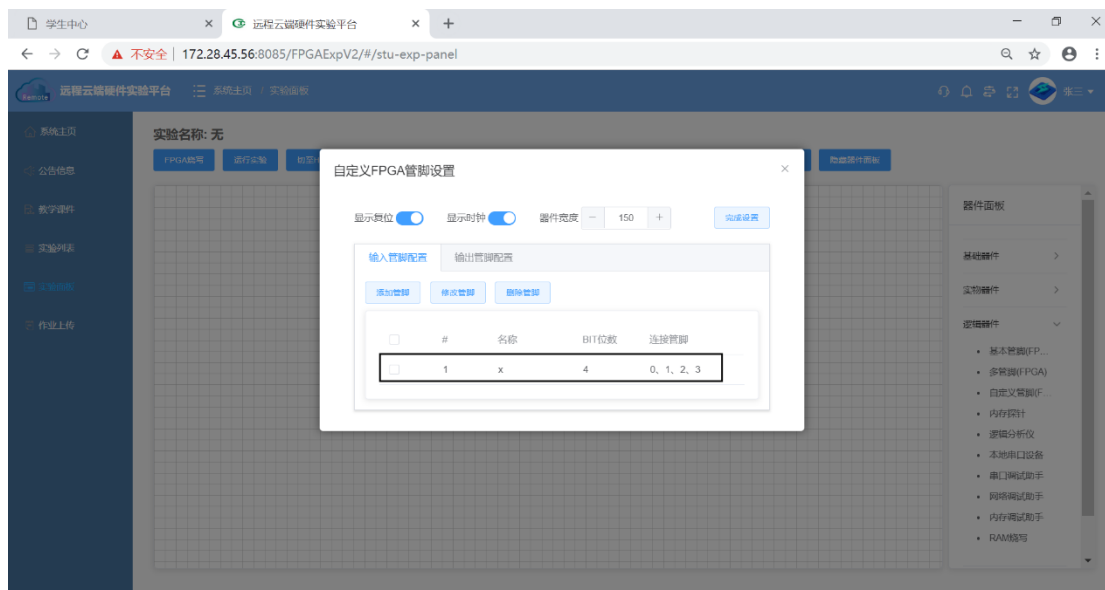 学生中心
远程云端硬件实验平台
不安全 | 172.28.45.56:8085/FPGAExpV2/#/stu-exp-panel
Remote
远程云端硬件实验平台
系统主页 / 实验面板
张三
系统主页
公告信息
教学课件
实验列表
实验面板
作业上传
实验名称: 无
FPGA烧写
运行实验
隐藏器件面板
自定义FPGA管脚设置
显示复位
显示时钟
器件宽度
150
完成设置
输入管脚配置
输出管脚配置
添加管脚
修改管脚
删除管脚
# 名称 BIT位数 连接管脚
1 x 4 0、1、2、3
器件面板
基础器件
实物器件
逻辑器件
基本管脚(FP...
多管脚(FPGA)
自定义管脚(F...
内存探针
逻辑分析仪
本地串口设备
串口调试助手
网络调试助手
内存调试助手
RAM烧写